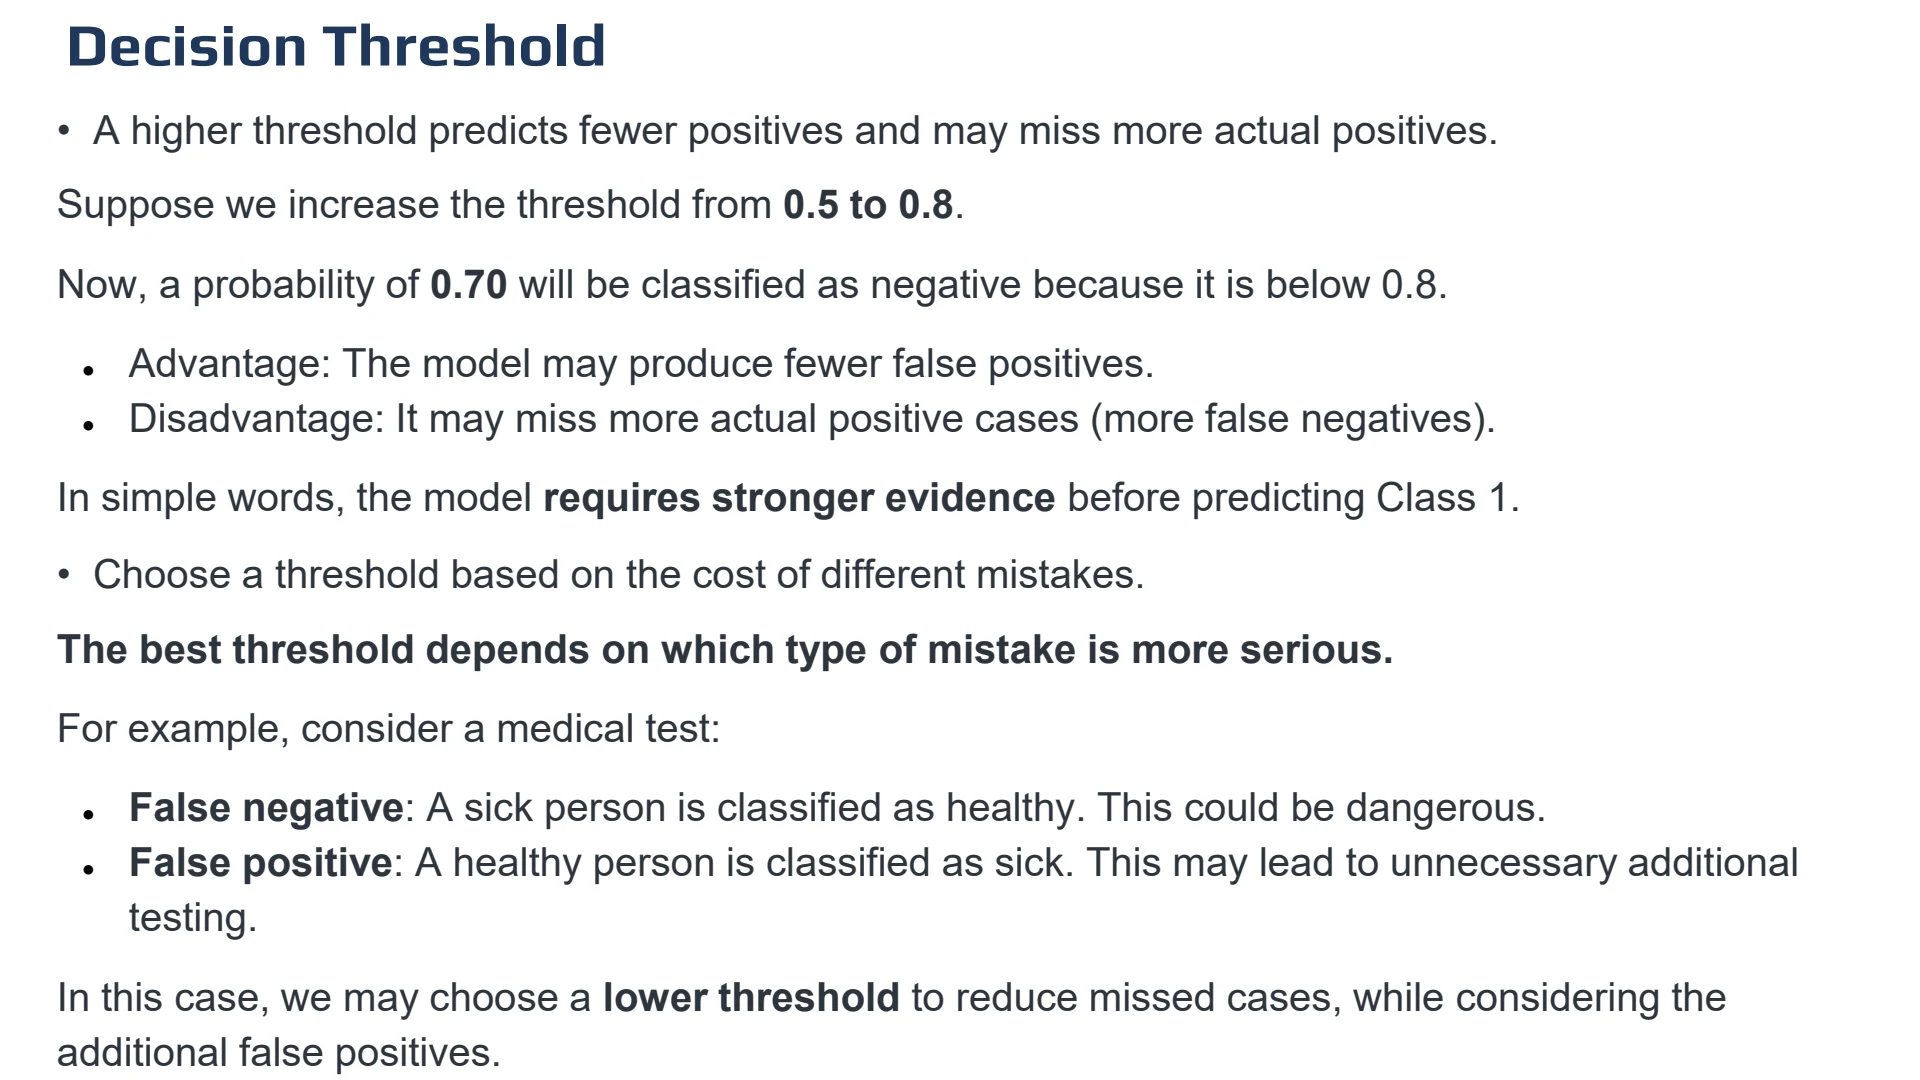 Decision Threshold
• A higher threshold predicts fewer positives and may miss more actual positives.
Suppose we increase the threshold from 0.5 to 0.8.
Now, a probability of 0.70 will be classified as negative because it is below 0.8.
• Advantage: The model may produce fewer false positives.
• Disadvantage: It may miss more actual positive cases (more false negatives).
In simple words, the model requires stronger evidence before predicting Class 1.
• Choose a threshold based on the cost of different mistakes.
The best threshold depends on which type of mistake is more serious.
For example, consider a medical test:
• False negative: A sick person is classified as healthy. This could be dangerous.
• False positive: A healthy person is classified as sick. This may lead to unnecessary additional
testing.
In this case, we may choose a lower threshold to reduce missed cases, while considering the
additional false positives.